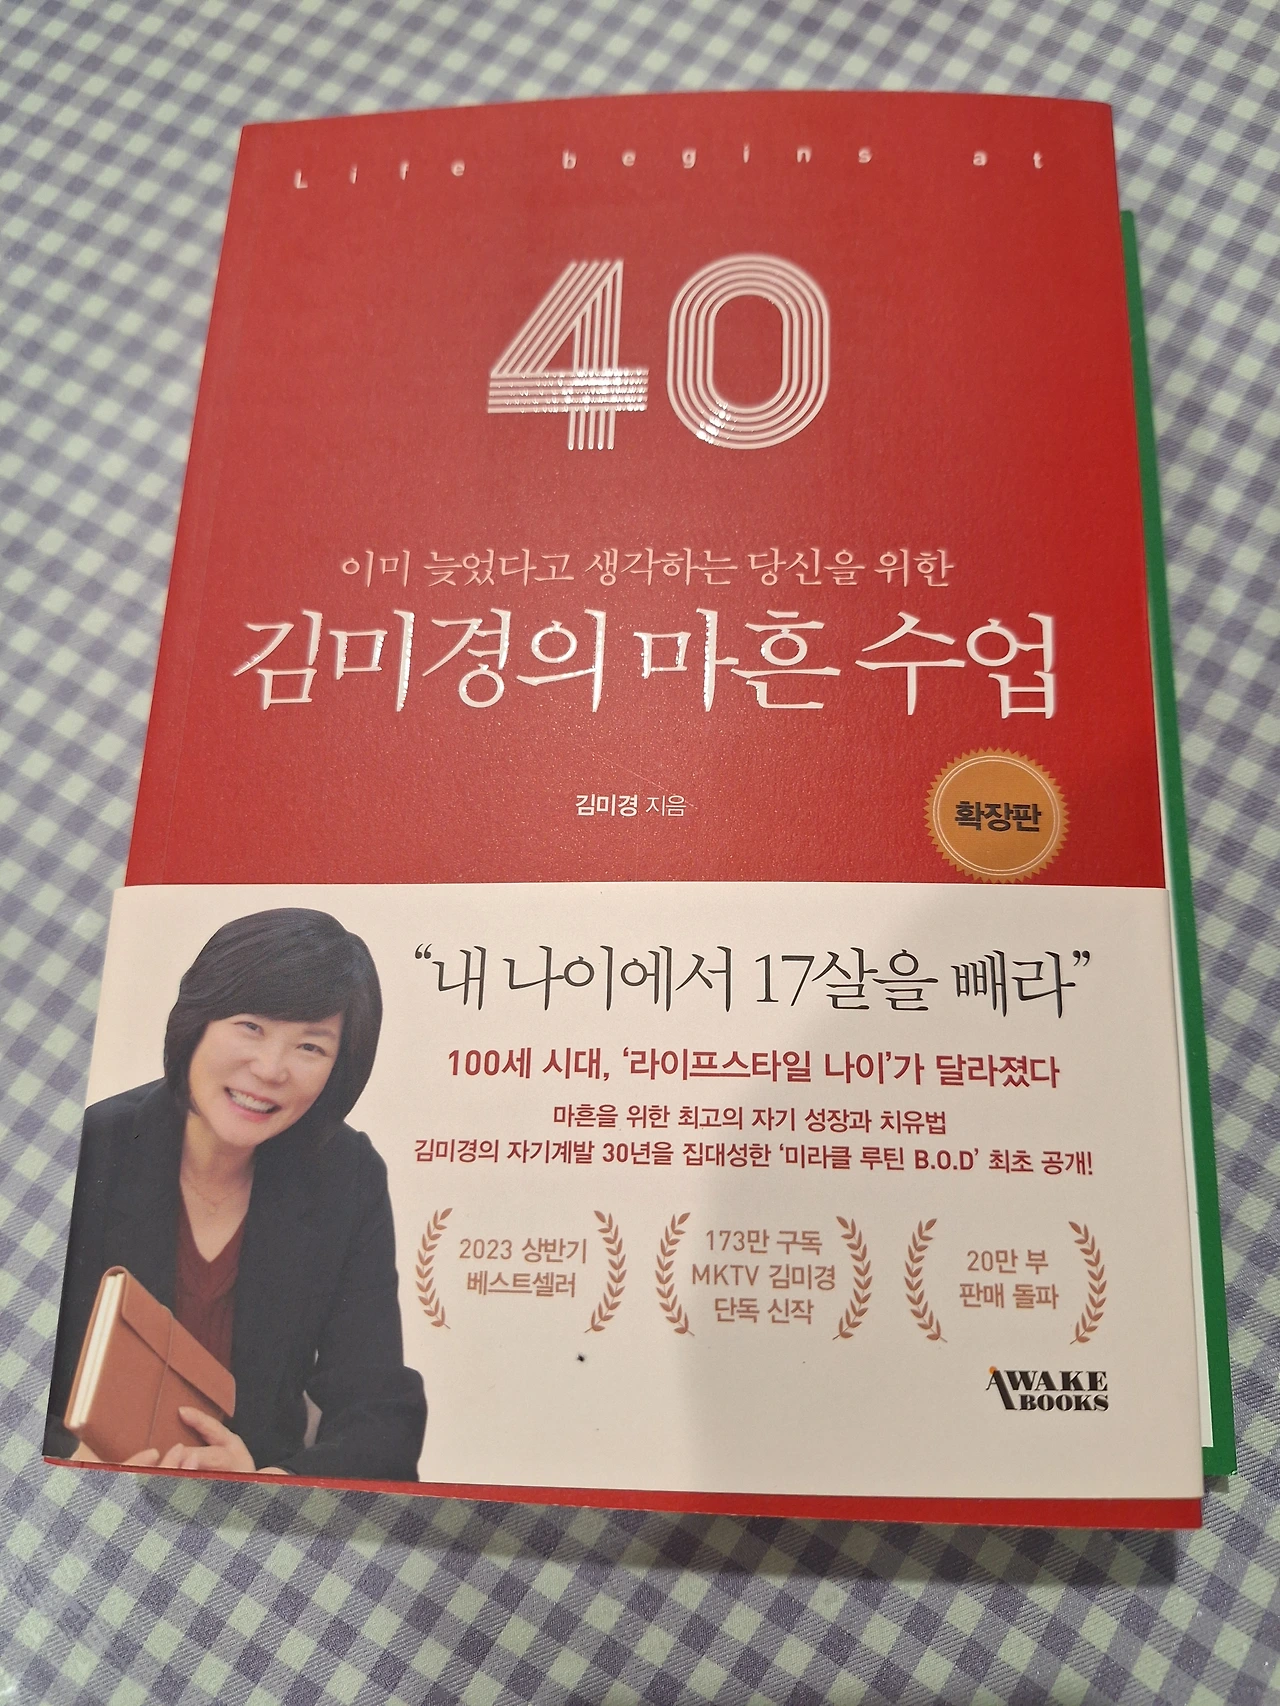 Life begins at
40
이미 늦었다고 생각하는 당신을 위한
김미경의 마흔 수업
김미경 지음
확장판
“내 나이에서 17살을 빼라”
100세 시대, ‘라이프스타일 나이’가 달라졌다
마흔을 위한 최고의 자기 성장과 치유법
김미경의 자기계발 30년을 집대성한 ‘미라클 루틴 B.O.D’ 최초 공개!
2023 상반기
베스트셀러
173만 구독
MKTV 김미경
단독 신작
20만 부
판매 돌파
AWAKE
BOOKS